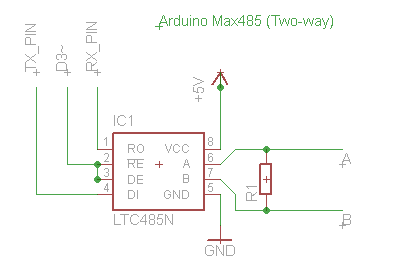 Arduino Max485 (Two-way)
TX_PIN
D3~
RX_PIN
+5V
IC1
1 RO VCC 8
2 RE A 6
3 DE B 7
4 DI GND 5
LTC485N
R1
A
B
GND